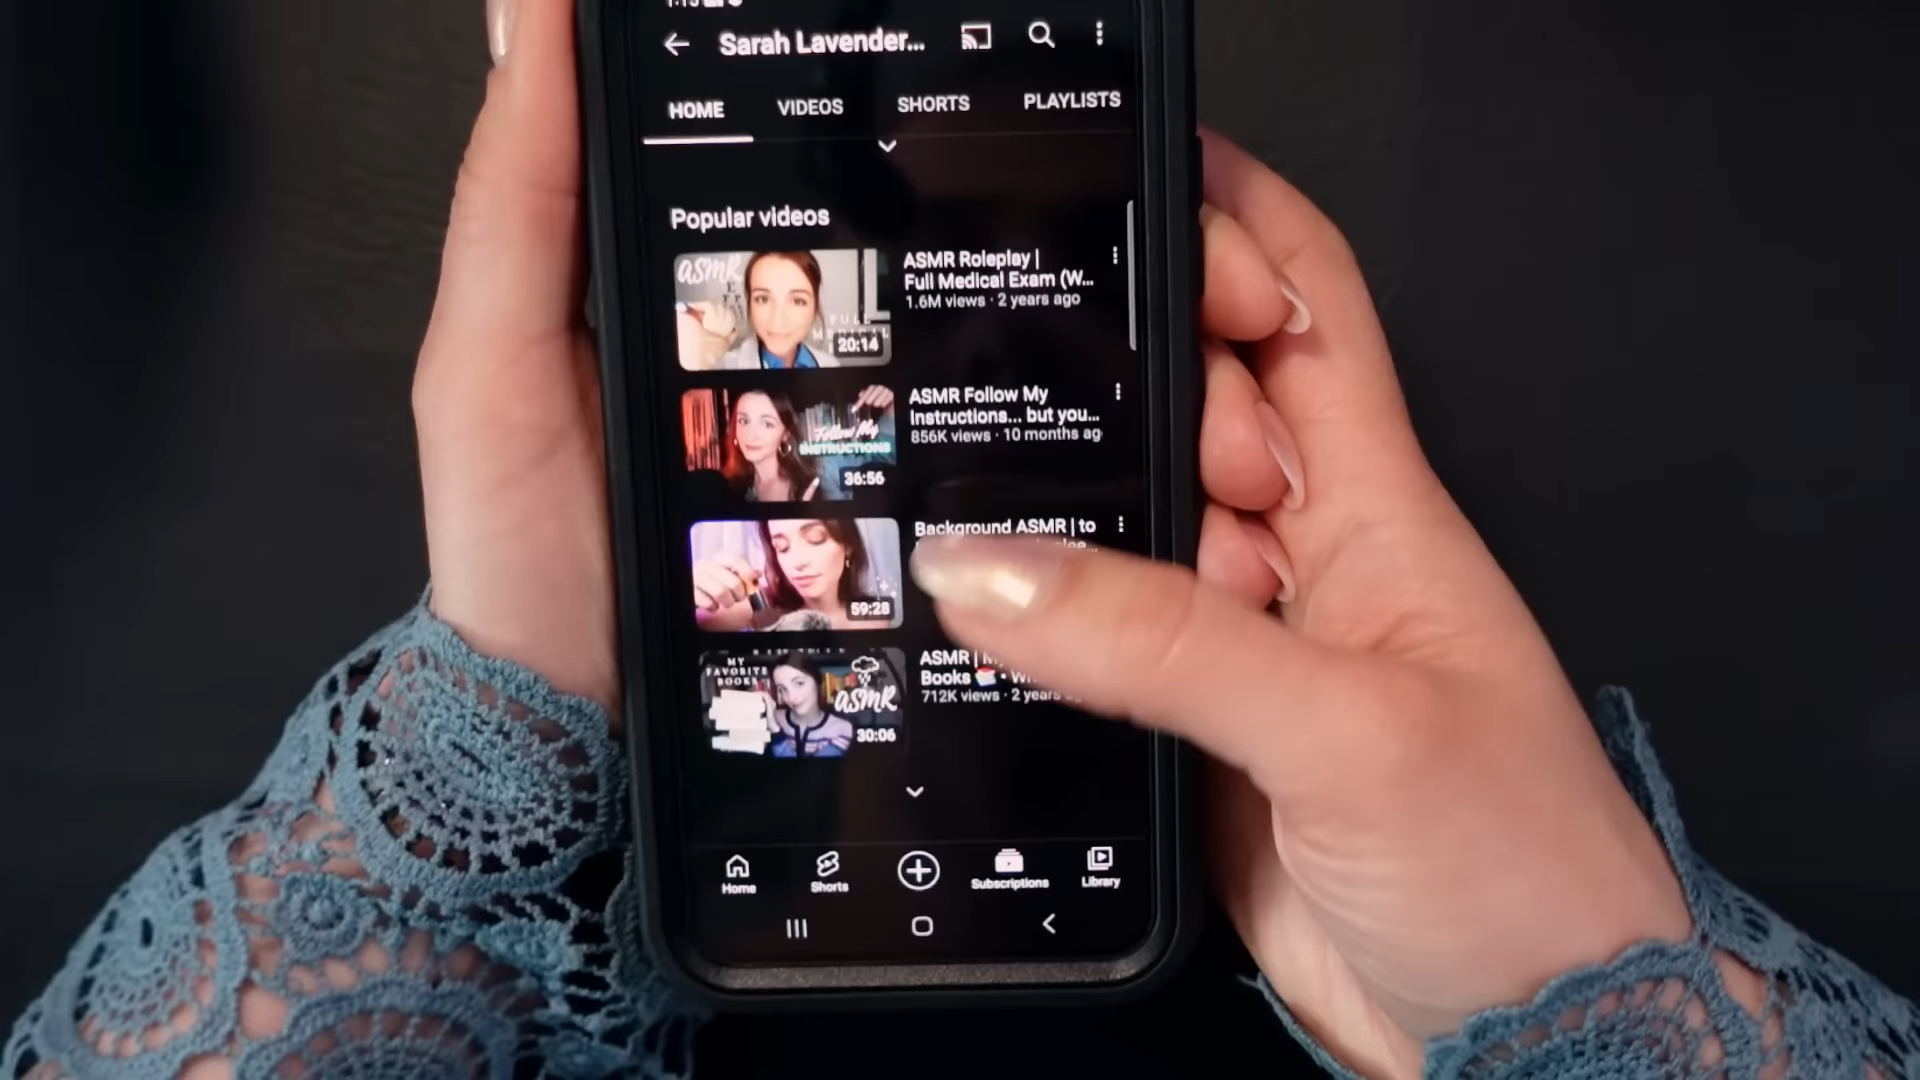 Sarah Lavender...
HOME VIDEOS SHORTS PLAYLISTS
Popular videos
ASMR
FULL
20:14
ASMR Roleplay |
Full Medical Exam (W...
1.6M views · 2 years ago
Follow My
INSTRUCTIONS
36:56
ASMR Follow My
Instructions... but you...
856K views · 10 months ag
59:28
Background ASMR | to
MY
FAVORITE
BOOKS
ASMR
30:06
ASMR |
Books
712K views · 2 years
Home Shorts Subscriptions Library